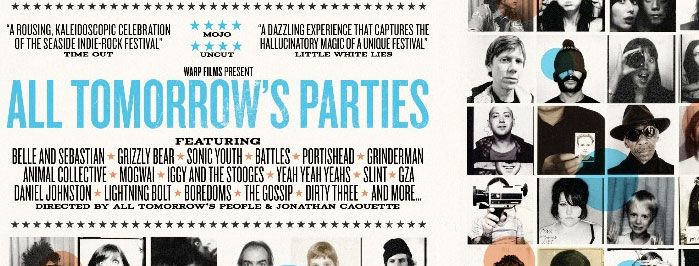 "A ROUSING, KALEIDOSCOPIC CELEBRATION
OF THE SEASIDE INDIE-ROCK FESTIVAL"
TIME OUT
MOJO
UNCUT
"A DAZZLING EXPERIENCE THAT CAPTURES THE
HALLUCINATORY MAGIC OF A UNIQUE FESTIVAL"
LITTLE WHITE LIES
WARP FILMS PRESENT
ALL TOMORROW'S PARTIES
FEATURING
BELLE AND SEBASTIAN ★ GRIZZLY BEAR ★ SONIC YOUTH ★ BATTLES ★ PORTISHEAD ★ GRINDERMAN
ANIMAL COLLECTIVE ★ MOGWAI ★ IGGY AND THE STOOGES ★ YEAH YEAH YEAHS ★ SLINT ★ GZA
DANIEL JOHNSTON ★ LIGHTNING BOLT ★ BOREDOMS ★ THE GOSSIP ★ DIRTY THREE ★ AND MORE...
DIRECTED BY ALL TOMORROW'S PEOPLE & JONATHAN CAOUETTE